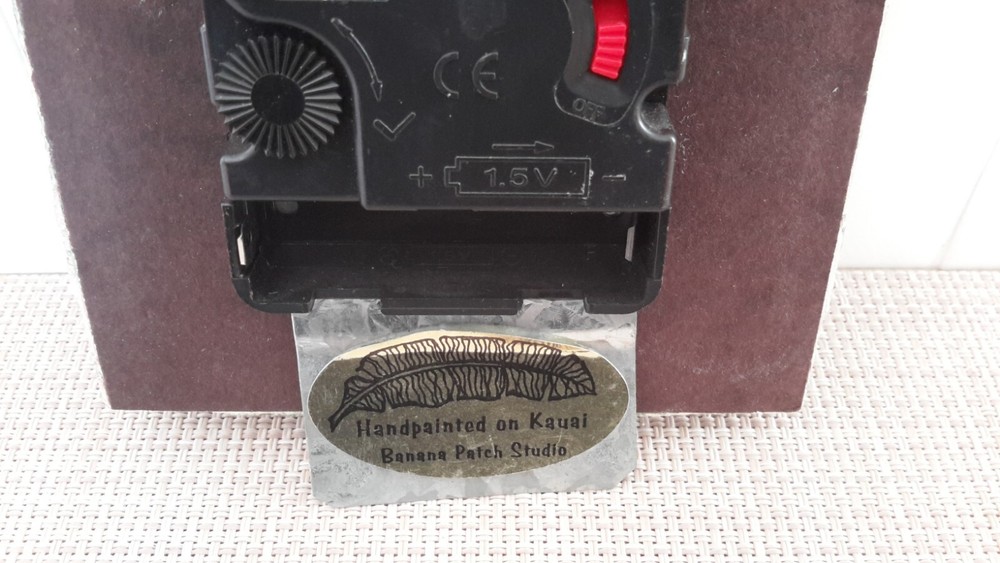 CE
OFF
+ 1.5V -
Handpainted on Kauai
Banana Patch Studio